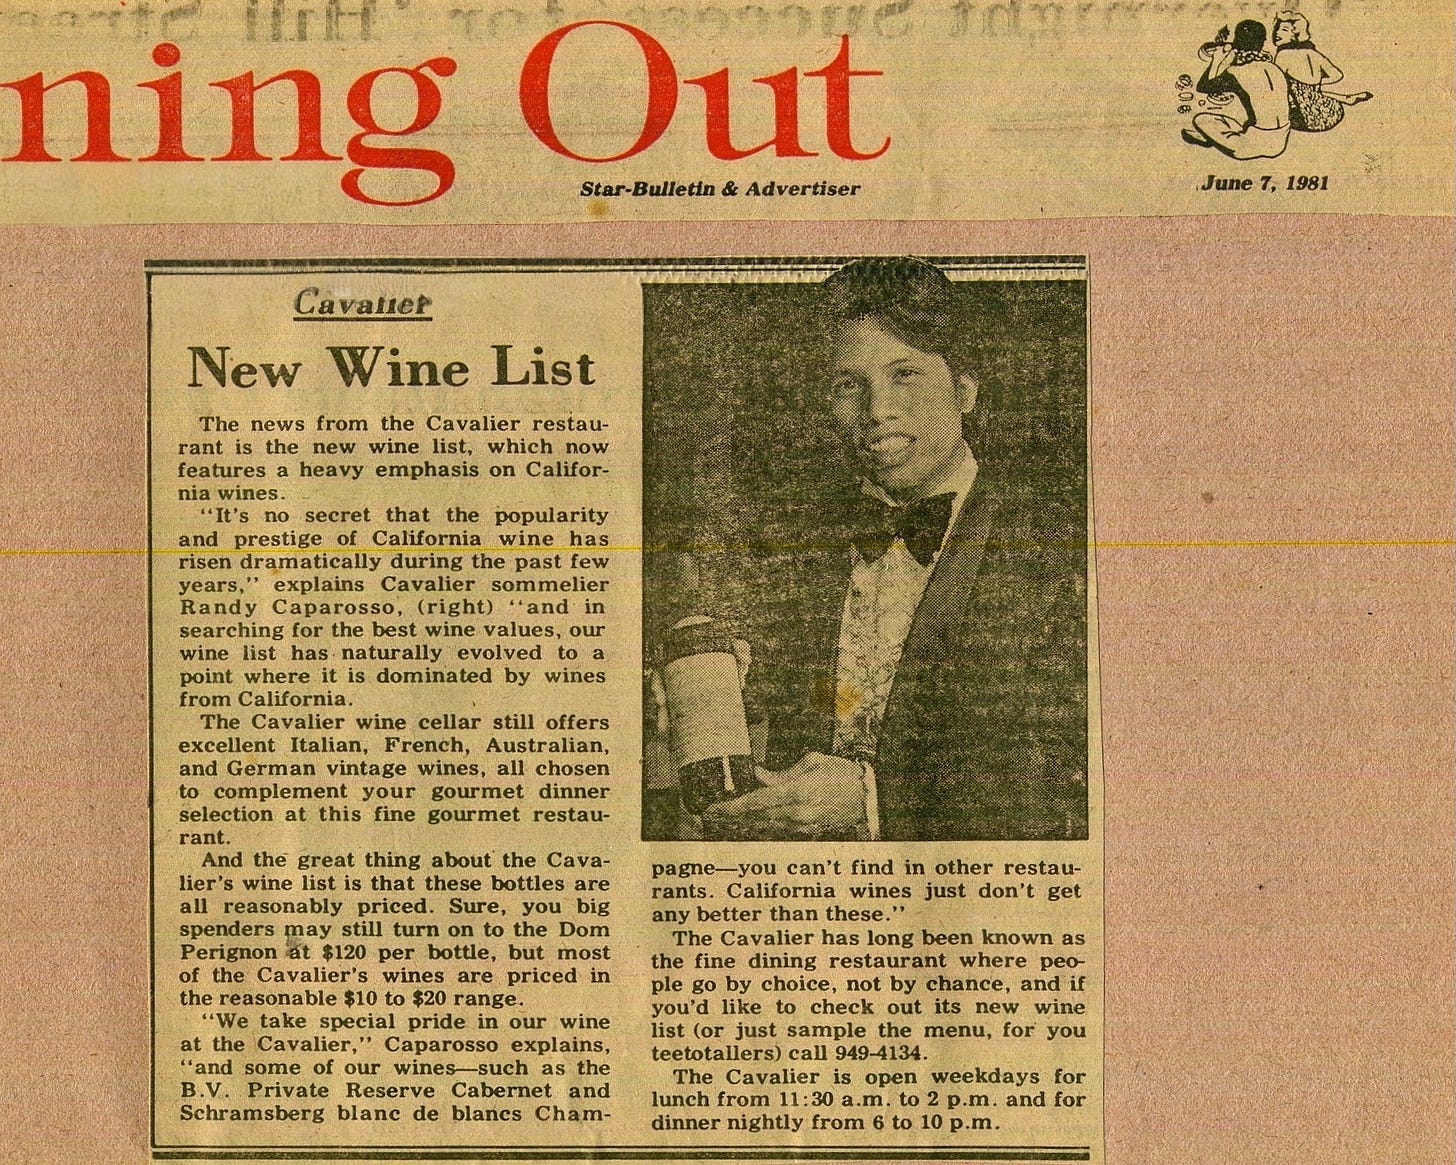 ning Out
Star-Bulletin & Advertiser
June 7, 1981
Cavalier
New Wine List
The news from the Cavalier restau-
rant is the new wine list, which now
features a heavy emphasis on Califor-
nia wines.
“It’s no secret that the popularity
and prestige of California wine has
risen dramatically during the past few
years,” explains Cavalier sommelier
Randy Caparosso, (right) “and in
searching for the best wine values, our
wine list has naturally evolved to a
point where it is dominated by wines
from California.
The Cavalier wine cellar still offers
excellent Italian, French, Australian,
and German vintage wines, all chosen
to complement your gourmet dinner
selection at this fine gourmet restau-
rant.
And the great thing about the Cava-
lier’s wine list is that these bottles are
all reasonably priced. Sure, you big
spenders may still turn on to the Dom
Perignon at $120 per bottle, but most
of the Cavalier’s wines are priced in
the reasonable $10 to $20 range.
“We take special pride in our wine
at the Cavalier,” Caparosso explains,
“and some of our wines—such as the
B.V. Private Reserve Cabernet and
Schramsberg blanc de blancs Cham-
pagne—you can’t find in other restau-
rants. California wines just don’t get
any better than these.”
The Cavalier has long been known as
the fine dining restaurant where peo-
ple go by choice, not by chance, and if
you’d like to check out its new wine
list (or just sample the menu, for you
teetotallers) call 949-4134.
The Cavalier is open weekdays for
lunch from 11:30 a.m. to 2 p.m. and for
dinner nightly from 6 to 10 p.m.